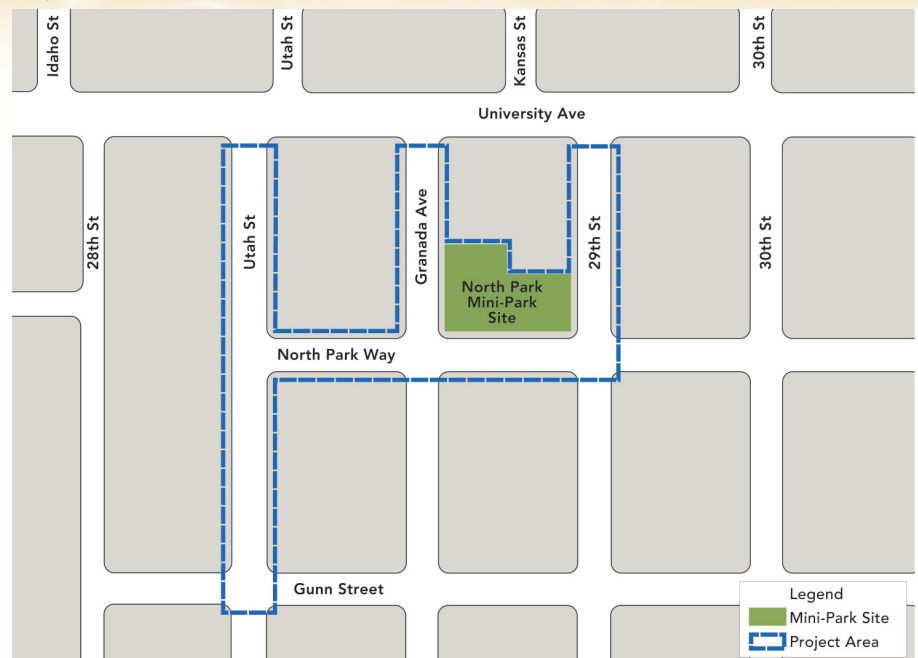 Idaho St
Utah St
Kansas St
30th St
University Ave
28th St
Utah St
Granada Ave
29th St
30th St
North Park
Mini-Park
Site
North Park Way
Gunn Street
Legend
Mini-Park Site
Project Area